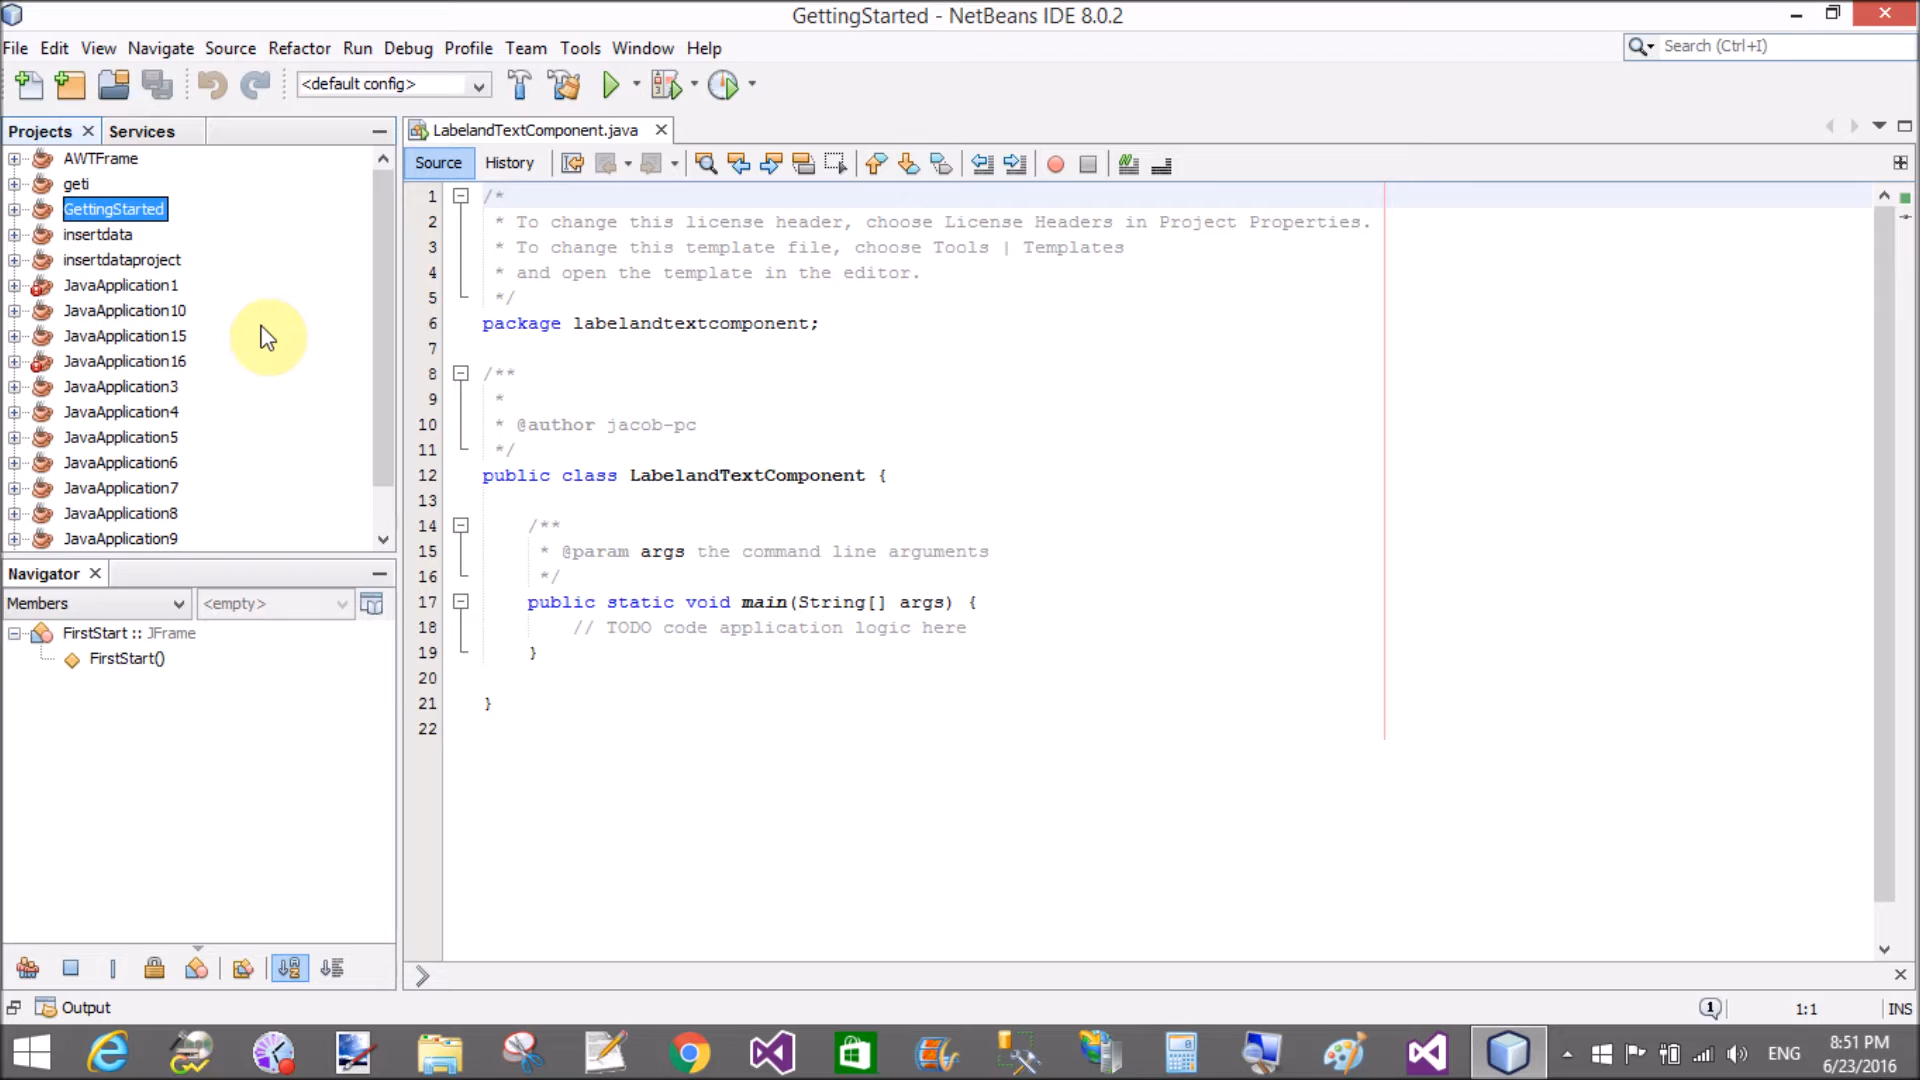 GettingStarted - NetBeans IDE 8.0.2
File Edit View Navigate Source Refactor Run Debug Profile Team Tools Window Help
Search (Ctrl+I)
<default config>
Projects Services
AWTFrame
geti
GettingStarted
insertdata
insertdataproject
JavaApplication1
JavaApplication10
JavaApplication15
JavaApplication16
JavaApplication3
JavaApplication4
JavaApplication5
JavaApplication6
JavaApplication7
JavaApplication8
JavaApplication9
Navigator
Members <empty>
FirstStart :: JFrame
FirstStart()
LabelandTextComponent.java
Source History
1 /*
2 * To change this license header, choose License Headers in Project Properties.
3 * To change this template file, choose Tools | Templates
4 * and open the template in the editor.
5 */
6 package labelandtextcomponent;
7
8 /**
9 *
10 * @author jacob-pc
11 */
12 public class LabelandTextComponent {
13
14 /**
15 * @param args the command line arguments
16 */
17 public static void main(String[] args) {
18 // TODO code application logic here
19 }
20
21 }
22
Output
1
1:1 INS
ENG
8:51 PM
6/23/2016